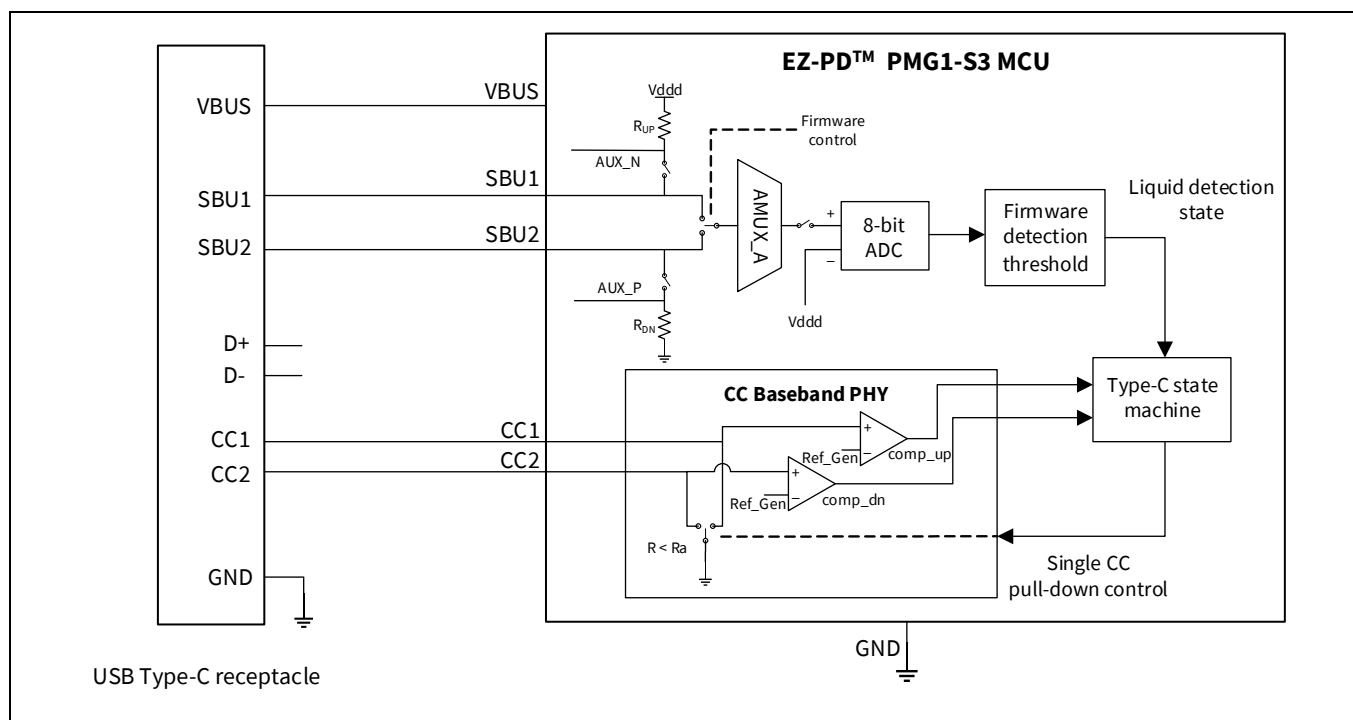 EZ-PD™ PMG1-S3 MCU
VBUS
VBUS
Vddd
R_UP
AUX_N
Firmware
control
SBU1
SBU1
SBU2
SBU2
AMUX_A
+
−
8-bit
ADC
Vddd
Firmware
detection
threshold
Liquid detection
state
AUX_P
R_DN
D+
D-
CC Baseband PHY
Type-C state
machine
CC1
CC1
CC2
CC2
+
−
Ref_Gen
comp_up
+
−
Ref_Gen
comp_dn
R < Ra
Single CC
pull-down control
GND
GND
USB Type-C receptacle